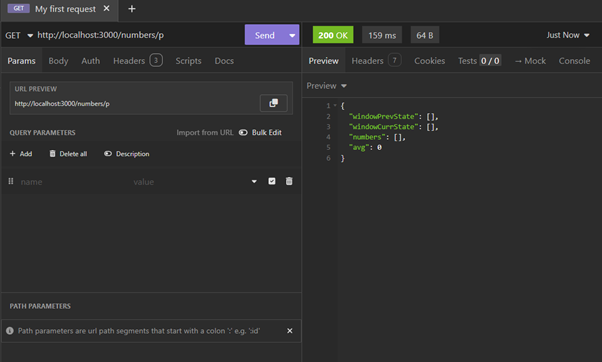 GET My first request
GET http://localhost:3000/numbers/p Send
200 OK 159 ms 64 B Just Now
Params Body Auth Headers 3 Scripts Docs
Preview Headers 7 Cookies Tests 0 / 0 → Mock Console
URL PREVIEW
http://localhost:3000/numbers/p
Preview
QUERY PARAMETERS Import from URL Bulk Edit
+ Add Delete all Description
name value
1 {
2 "windowPrevState": [],
3 "windowCurrState": [],
4 "numbers": [],
5 "avg": 0
6 }
PATH PARAMETERS
Path parameters are url path segments that start with a colon ':' e.g. ':id'